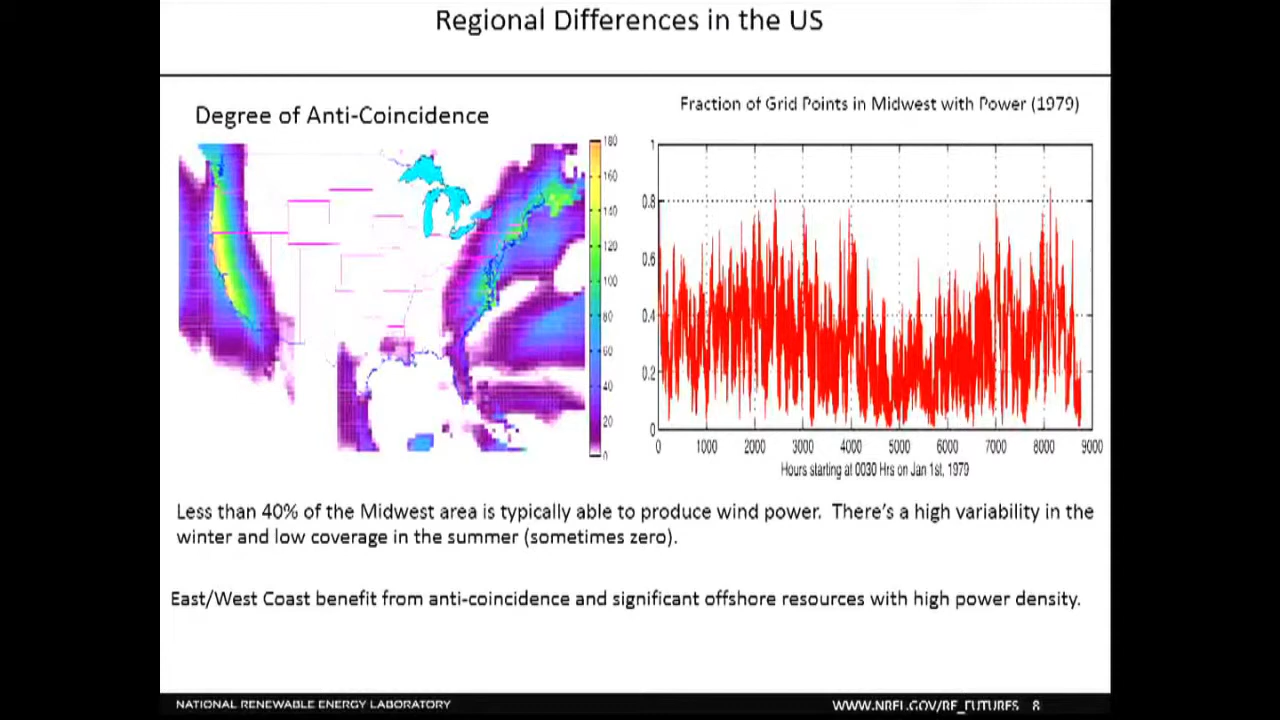 Regional Differences in the US
Degree of Anti-Coincidence
180
160
140
120
100
80
60
40
20
0
Fraction of Grid Points in Midwest with Power (1979)
1
0.8
0.6
0.4
0.2
0
0 1000 2000 3000 4000 5000 6000 7000 8000 9000
Hours starting at 0030 Hrs on Jan 1st, 1979
Less than 40% of the Midwest area is typically able to produce wind power. There's a high variability in the
winter and low coverage in the summer (sometimes zero).
East/West Coast benefit from anti-coincidence and significant offshore resources with high power density.
NATIONAL RENEWABLE ENERGY LABORATORY
WWW.NREL.GOV/RE_FUTURES 8